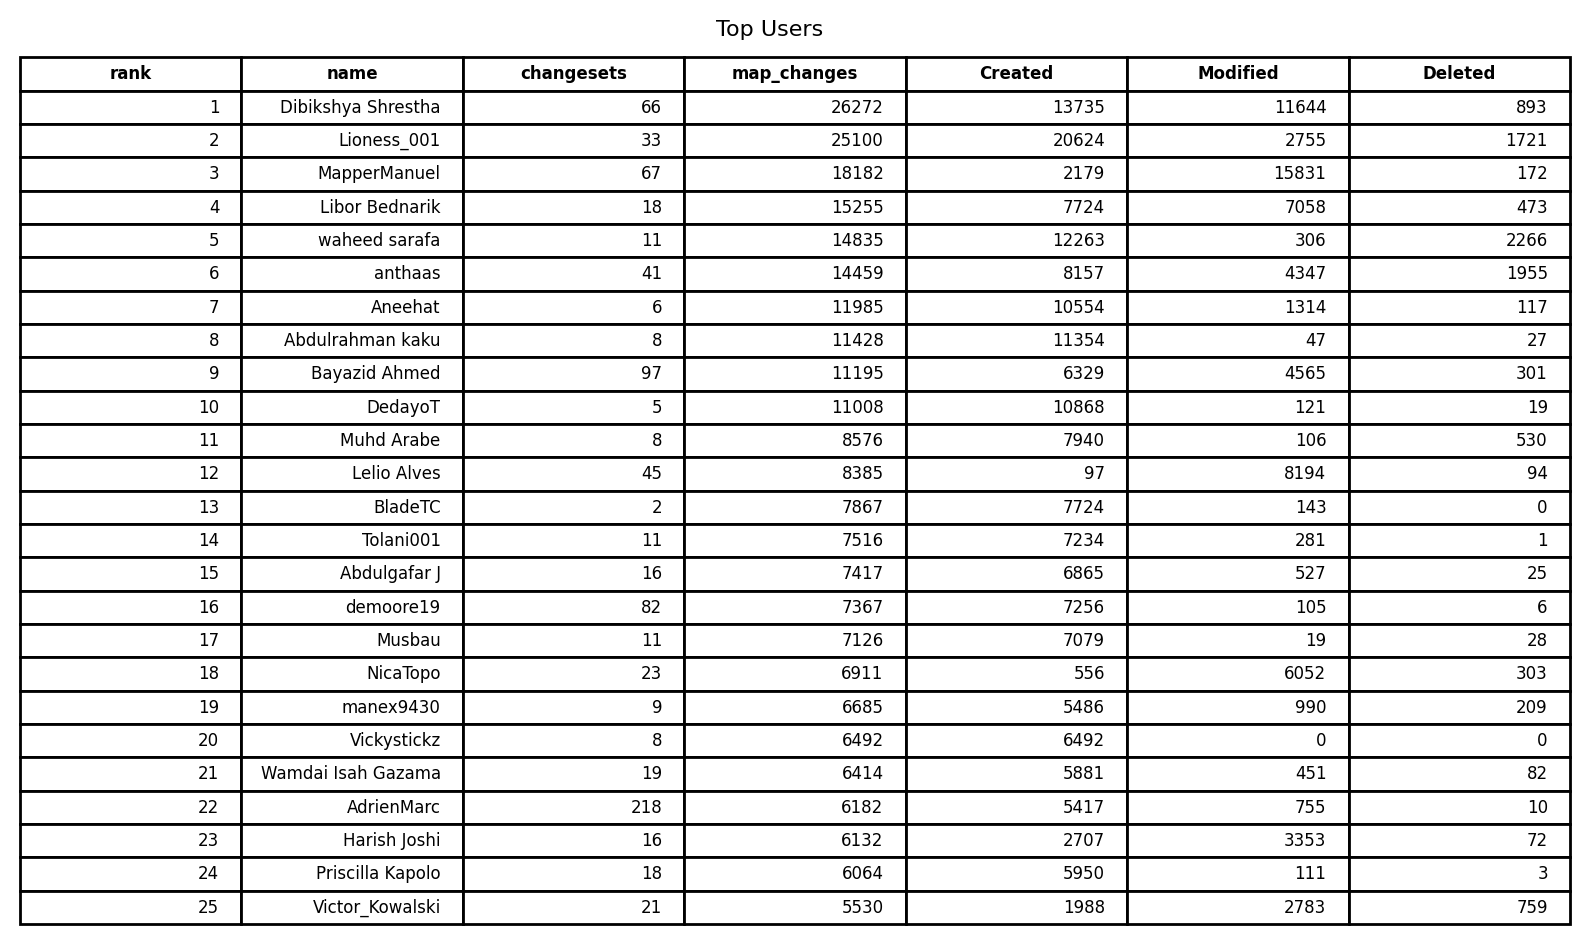 Top Users
rank name changesets map_changes Created Modified Deleted
1 Dibikshya Shrestha 66 26272 13735 11644 893
2 Lioness_001 33 25100 20624 2755 1721
3 MapperManuel 67 18182 2179 15831 172
4 Libor Bednarik 18 15255 7724 7058 473
5 waheed sarafa 11 14835 12263 306 2266
6 anthaas 41 14459 8157 4347 1955
7 Aneehat 6 11985 10554 1314 117
8 Abdulrahman kaku 8 11428 11354 47 27
9 Bayazid Ahmed 97 11195 6329 4565 301
10 DedayoT 5 11008 10868 121 19
11 Muhd Arabe 8 8576 7940 106 530
12 Lelio Alves 45 8385 97 8194 94
13 BladeTC 2 7867 7724 143 0
14 Tolani001 11 7516 7234 281 1
15 Abdulgafar J 16 7417 6865 527 25
16 demoore19 82 7367 7256 105 6
17 Musbau 11 7126 7079 19 28
18 NicaTopo 23 6911 556 6052 303
19 manex9430 9 6685 5486 990 209
20 Vickystickz 8 6492 6492 0 0
21 Wamdai Isah Gazama 19 6414 5881 451 82
22 AdrienMarc 218 6182 5417 755 10
23 Harish Joshi 16 6132 2707 3353 72
24 Priscilla Kapolo 18 6064 5950 111 3
25 Victor_Kowalski 21 5530 1988 2783 759